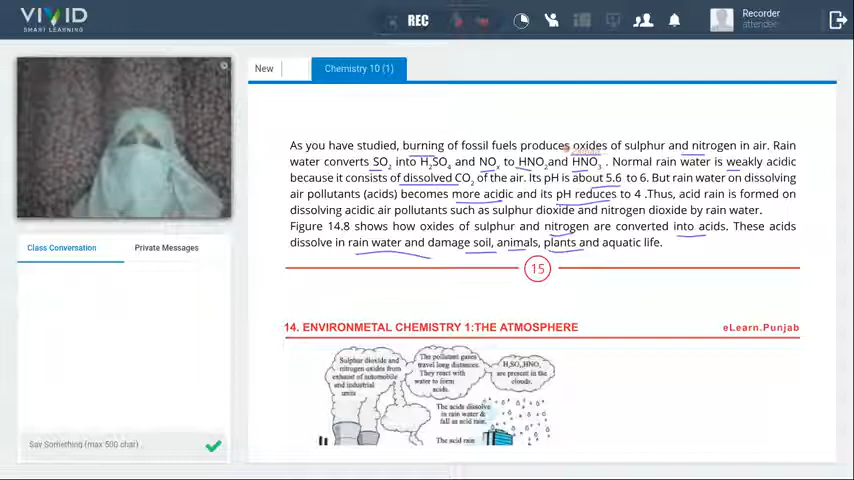 VIVID
SMART LEARNING
REC
Recorder
attendee
New
Chemistry 10 (1)
As you have studied, burning of fossil fuels produces oxides of sulphur and nitrogen in air. Rain
water converts SO2 into H2SO4 and NOx to HNO2 and HNO3 . Normal rain water is weakly acidic
because it consists of dissolved CO2 of the air. Its pH is about 5.6 to 6. But rain water on dissolving
air pollutants (acids) becomes more acidic and its pH reduces to 4 .Thus, acid rain is formed on
dissolving acidic air pollutants such as sulphur dioxide and nitrogen dioxide by rain water.
Figure 14.8 shows how oxides of sulphur and nitrogen are converted into acids. These acids
dissolve in rain water and damage soil, animals, plants and aquatic life.
15
14. ENVIRONMETAL CHEMISTRY 1:THE ATMOSPHERE
eLearn.Punjab
Sulphur dioxide and
nitrogen oxides from
exhaust of automobile
and industrial
units
The pollutant gases
travel long distances.
They react with
water to form
acids.
H2SO4 HNO3
are present in the
clouds.
The acids dissolve
in rain water &
fall as acid rain.
The acid rain
Class Conversation
Private Messages
Say Something (max 500 char)